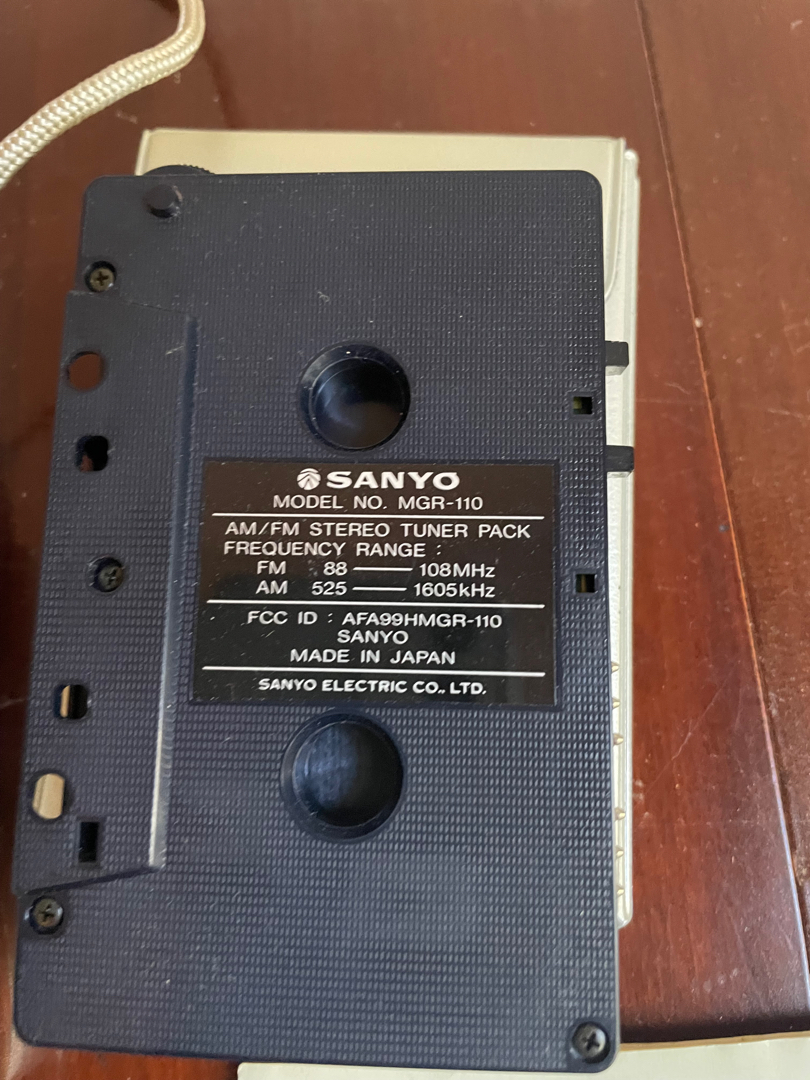 SANYO
MODEL NO. MGR-110
AM/FM STEREO TUNER PACK
FREQUENCY RANGE :
FM 88 — 108MHz
AM 525 — 1605kHz
FCC ID : AFA99HMGR-110
SANYO
MADE IN JAPAN
SANYO ELECTRIC CO., LTD.